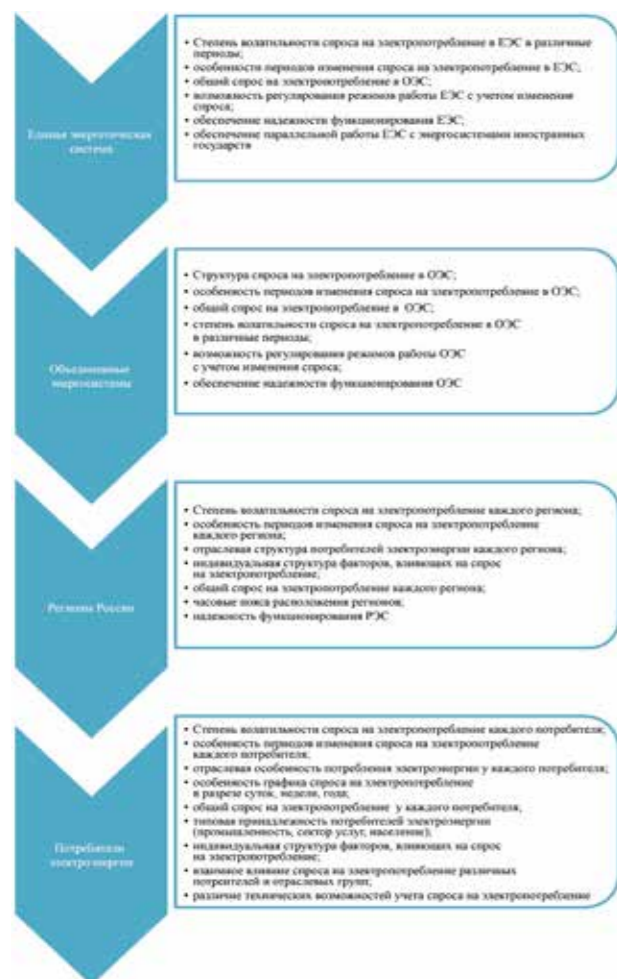 Единая энергетическая
система
• Степень волатильности спроса на электропотребление в ЕЭС в различные
периоды;
• особенности периодов изменения спроса на электропотребление в ЕЭС;
• общий спрос на электропотребление в ОЭС;
• возможность регулирования режимов работы ЕЭС с учетом изменения
спроса;
• обеспечение надежности функционирования ЕЭС;
• обеспечение параллельной работы ЕЭС с энергосистемами иностранных
государств
Объединенные
энергосистемы
• Структура спроса на электропотребление в ОЭС;
• особенность периодов изменения спроса на электропотребление в ОЭС;
• общий спрос на электропотребление в ОЭС;
• степень волатильности спроса на электропотребление в ОЭС
в различные периоды;
• возможность регулирования режимов работы ОЭС
с учетом изменения спроса;
• обеспечение надежности функционирования ОЭС
Регионы России
• Степень волатильности спроса на электропотребление каждого региона;
• особенность периодов изменения спроса на электропотребление
каждого региона;
• отраслевая структура потребителей электроэнергии каждого региона;
• индивидуальная структура факторов, влияющих на спрос
на электропотребление,
• общий спрос на электропотребление каждого региона;
• часовые пояса расположения регионов;
• надежность функционирования РЭС
Потребители
электроэнергии
• Степень волатильности спроса на электропотребление каждого потребителя;
• особенность периодов изменения спроса на электропотребление
каждого потребителя;
• отраслевая особенность потребления электроэнергии у каждого потребителя;
• особенность графика спроса на электропотребление
в разрезе суток, недели, года;
• общий спрос на электропотребление у каждого потребителя;
• типовая принадлежность потребителей электроэнергии
(промышленность, сектор услуг, население);
• индивидуальная структура факторов, влияющих на спрос
на электропотребление;
• взаимное влияние спроса на электропотребление различных
потреителей и отраслевых групп;
• различие технических возможностей учета спроса на электропотребление